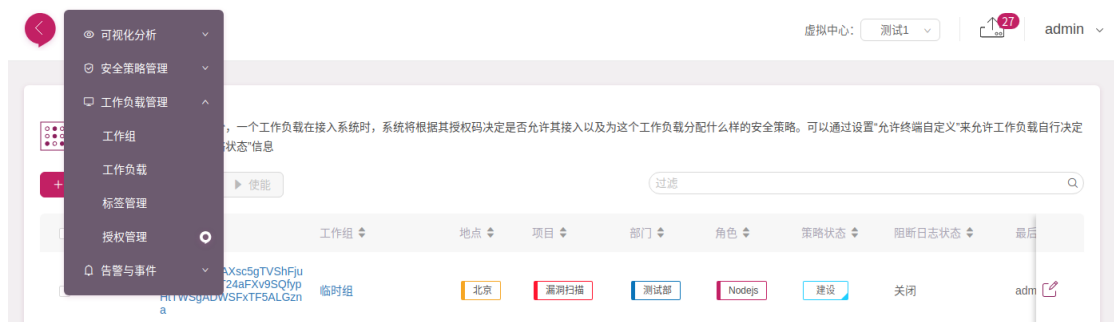 可视化分析
虚拟中心： 测试1
27
admin
安全策略管理
工作负载管理
，一个工作负载在接入系统时，系统将根据其授权码决定是否允许其接入以及为这个工作负载分配什么样的安全策略。可以通过设置“允许终端自定义”来允许工作负载自行决定
状态”信息
工作组
工作负载
标签管理
授权管理
告警与事件
+
使能
过滤
工作组 地点 项目 部门 角色 策略状态 阻断日志状态 最后
AXsc5gTVShFju
24aFXv9SQfyp
HtTWSgADWSFxTF5ALGzn
a
临时组 北京 漏洞扫描 测试部 Nodejs 建设 关闭 adm